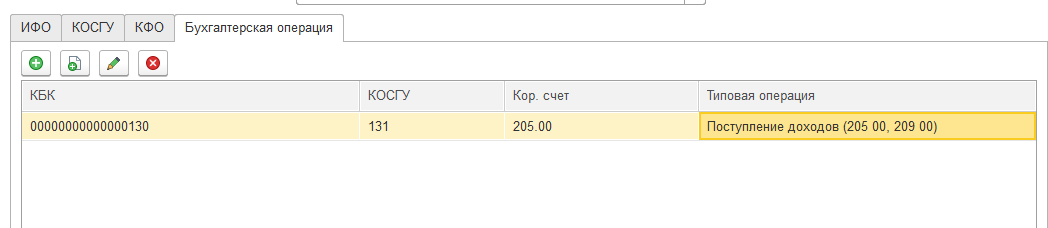 ИФО КОСГУ КФО Бухгалтерская операция
КБК КОСГУ Кор. счет Типовая операция
00000000000000130 131 205.00 Поступление доходов (205 00, 209 00)